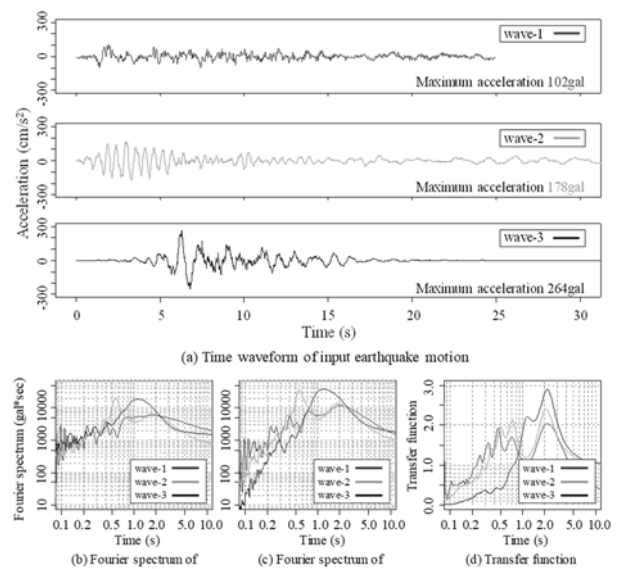 300
0
-300
wave-1
Maximum acceleration 102gal
300
0
-300
wave-2
Maximum acceleration 178gal
300
0
-300
wave-3
Maximum acceleration 264gal
Acceleration (cm/s²)
0 5 10 15 20 25 30
Time (s)
(a) Time waveform of input earthquake motion
Fourier spectrum (gal*sec)
10 100 1000 10000
wave-1
wave-2
wave-3
0.1 0.2 0.5 1.0 2.0 5.0 10.0
Time (s)
(b) Fourier spectrum of
10 100 1000 10000
wave-1
wave-2
wave-3
0.1 0.2 0.5 1.0 2.0 5.0 10.0
Time (s)
(c) Fourier spectrum of
Transfer function
0.0 1.0 2.0 3.0
wave-1
wave-2
wave-3
0.1 0.2 0.5 1.0 2.0 5.0 10.0
Time (s)
(d) Transfer function